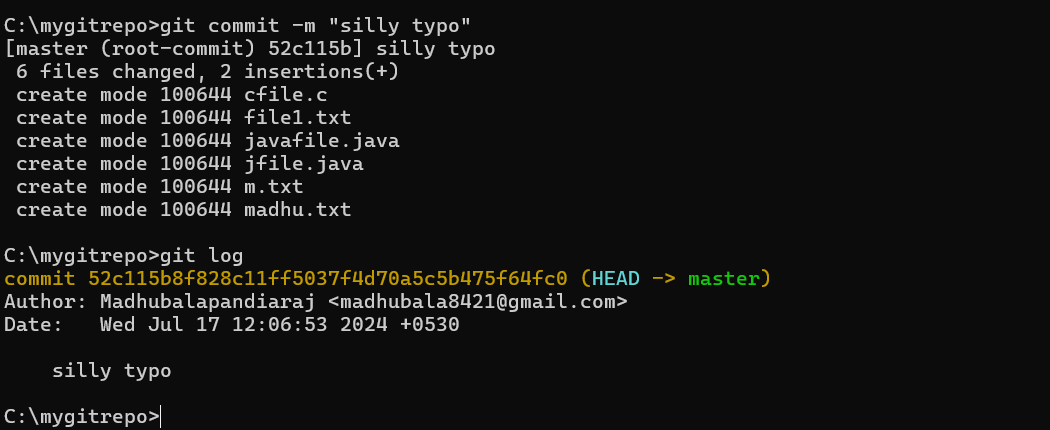 C:\mygitrepo>git commit -m "silly typo"
[master (root-commit) 52c115b] silly typo
 6 files changed, 2 insertions(+)
 create mode 100644 cfile.c
 create mode 100644 file1.txt
 create mode 100644 javafile.java
 create mode 100644 jfile.java
 create mode 100644 m.txt
 create mode 100644 madhu.txt
C:\mygitrepo>git log
commit 52c115b8f828c11ff5037f4d70a5c5b475f64fc0 (HEAD -> master)
Author: Madhubalapandiaraj <madhubala8421@gmail.com>
Date:   Wed Jul 17 12:06:53 2024 +0530
    silly typo
C:\mygitrepo>